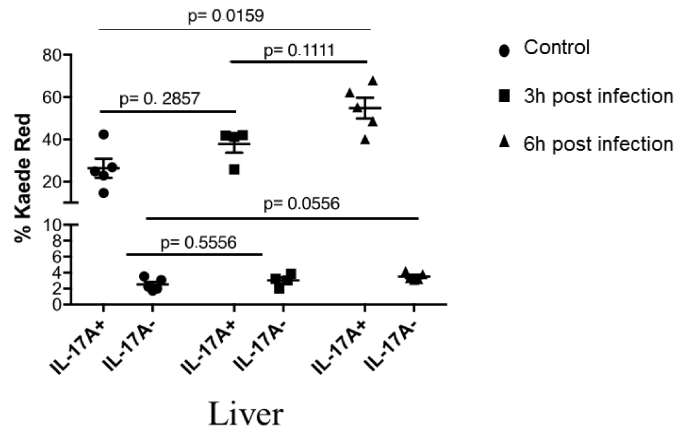 p= 0.0159
p= 0.1111
p= 0. 2857
p= 0.0556
p= 0.5556
% Kaede Red
80
60
40
20
10
8
6
4
2
0
IL-17A+
IL-17A-
IL-17A+
IL-17A-
IL-17A+
IL-17A-
Liver
Control
3h post infection
6h post infection